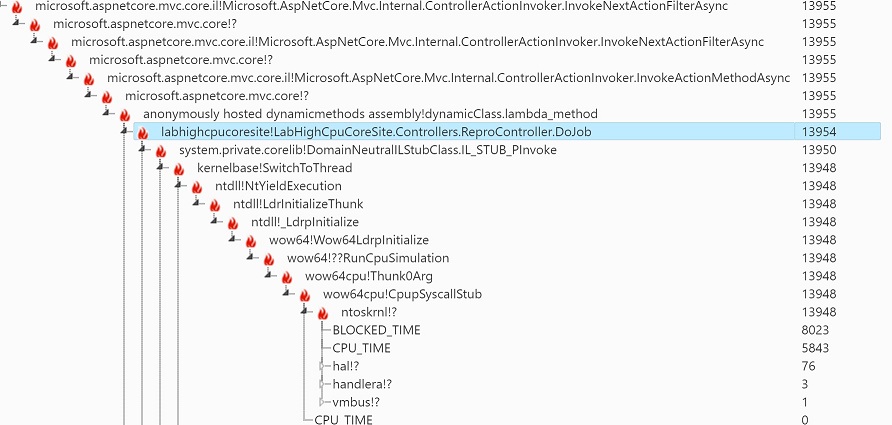 microsoft.aspnetcore.mvc.core.il!Microsoft.AspNetCore.Mvc.Internal.ControllerActionInvoker.InvokeNextActionFilterAsync 13955
microsoft.aspnetcore.mvc.core!? 13955
microsoft.aspnetcore.mvc.core.il!Microsoft.AspNetCore.Mvc.Internal.ControllerActionInvoker.InvokeNextActionFilterAsync 13955
microsoft.aspnetcore.mvc.core!? 13955
microsoft.aspnetcore.mvc.core.il!Microsoft.AspNetCore.Mvc.Internal.ControllerActionInvoker.InvokeActionMethodAsync 13955
microsoft.aspnetcore.mvc.core!? 13955
anonymously hosted dynamicmethods assembly!dynamicClass.lambda_method 13955
labhighcpucoresite!LabHighCpuCoreSite.Controllers.ReproController.DoJob 13954
system.private.corelib!DomainNeutralILStubClass.IL_STUB_PInvoke 13950
kernelbase!SwitchToThread 13948
ntdll!NtYieldExecution 13948
ntdll!LdrInitializeThunk 13948
ntdll!_LdrpInitialize 13948
wow64!Wow64LdrpInitialize 13948
wow64!??RunCpuSimulation 13948
wow64cpu!Thunk0Arg 13948
wow64cpu!CpupSyscallStub 13948
ntoskrnl!? 13948
BLOCKED_TIME 8023
CPU_TIME 5843
hal!? 76
handlera!? 3
vmbus!? 1
CPU_TIME 0